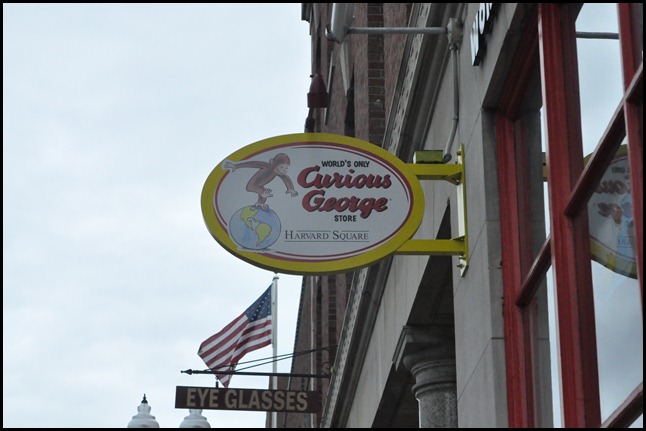 WORLD'S ONLY
Curious
George
STORE
HARVARD SQUARE
EYE GLASSES